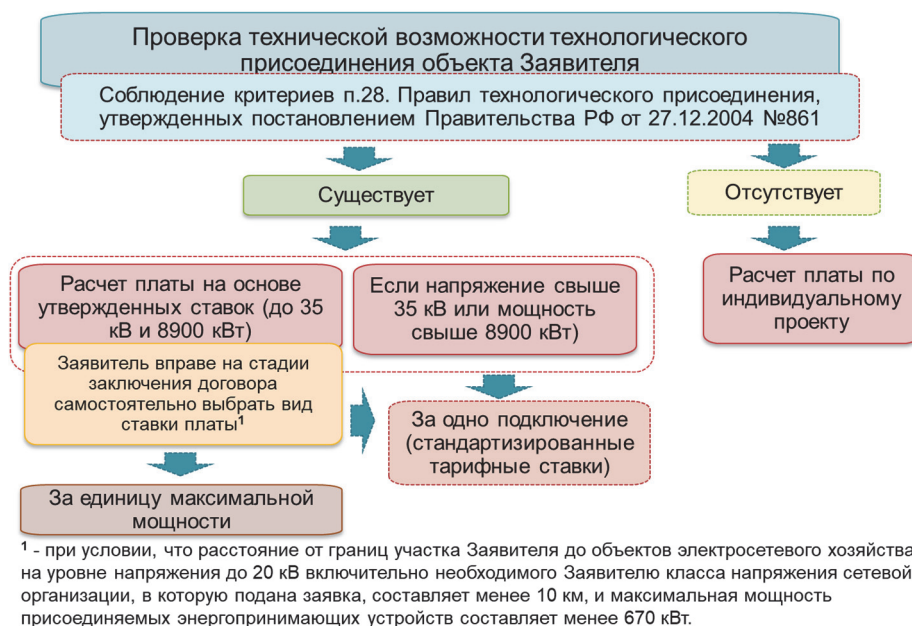 Проверка технической возможности технологического
присоединения объекта Заявителя
Соблюдение критериев п.28. Правил технологического присоединения,
утвержденных постановлением Правительства РФ от 27.12.2004 №861
Существует
Отсутствует
Расчет платы на основе
утвержденных ставок (до 35
кВ и 8900 кВт)
Если напряжение свыше
35 кВ или мощность
свыше 8900 кВт)
Расчет платы по
индивидуальному
проекту
Заявитель вправе на стадии
заключения договора
самостоятельно выбрать вид
ставки платы¹
За одно подключение
(стандартизированные
тарифные ставки)
За единицу максимальной
мощности
¹ - при условии, что расстояние от границ участка Заявителя до объектов электросетевого хозяйства
на уровне напряжения до 20 кВ включительно необходимого Заявителю класса напряжения сетевой
организации, в которую подана заявка, составляет менее 10 км, и максимальная мощность
присоединяемых энергопринимающих устройств составляет менее 670 кВт.